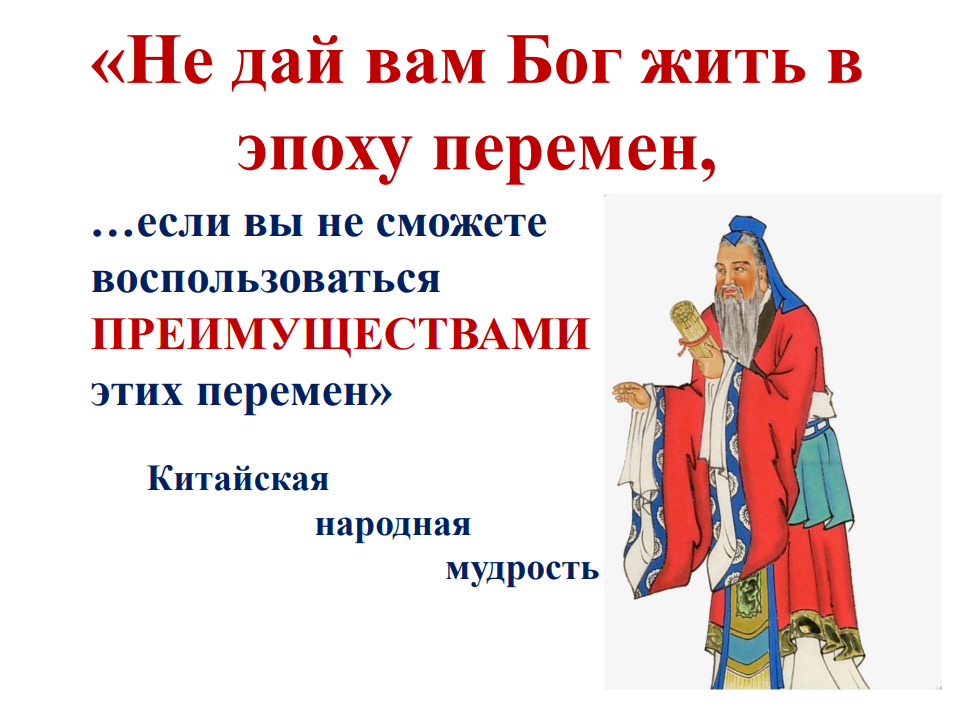 «Не дай вам Бог жить в
эпоху перемен,
…если вы не сможете
воспользоваться
ПРЕИМУЩЕСТВАМИ
этих перемен»
Китайская
народная
мудрость